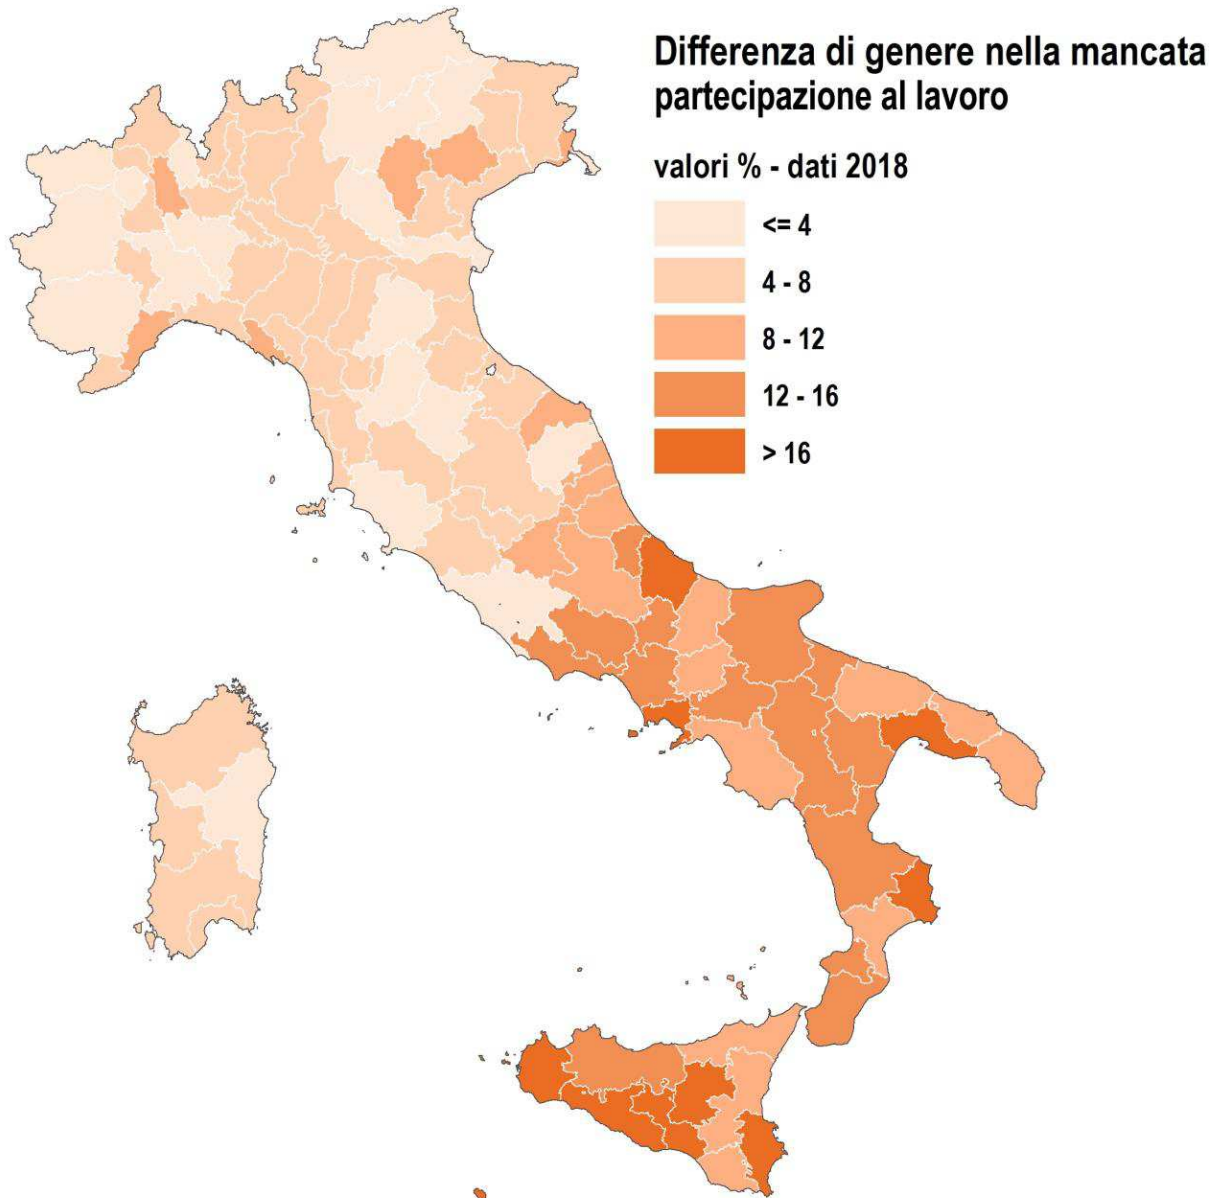 Differenza di genere nella mancata
partecipazione al lavoro
valori % - dati 2018
<= 4
4 - 8
8 - 12
12 - 16
> 16